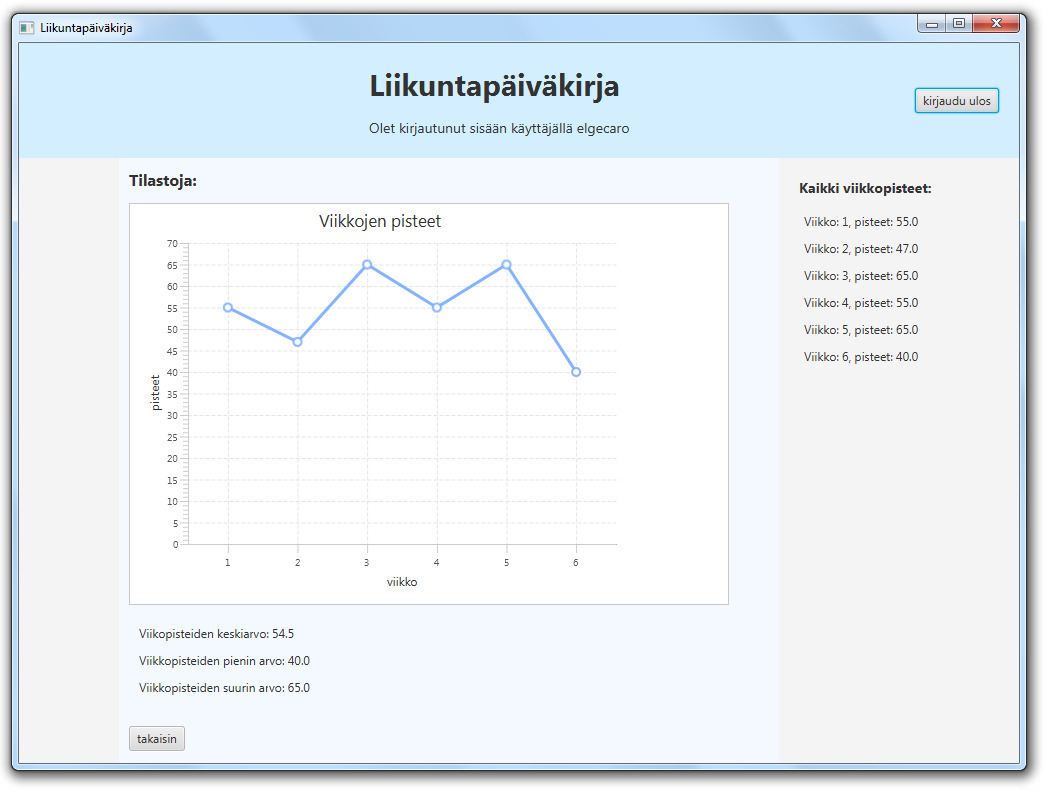 Liikuntapäiväkirja
Liikuntapäiväkirja
kirjaudu ulos
Olet kirjautunut sisään käyttäjällä elgecaro
Tilastoja:
Viikkojen pisteet
70
65
60
55
50
45
40
35
30
25
20
15
10
5
0
pisteet
1 2 3 4 5 6
viikko
Viikopisteiden keskiarvo: 54.5
Viikkopisteiden pienin arvo: 40.0
Viikkopisteiden suurin arvo: 65.0
takaisin
Kaikki viikkopisteet:
Viikko: 1, pisteet: 55.0
Viikko: 2, pisteet: 47.0
Viikko: 3, pisteet: 65.0
Viikko: 4, pisteet: 55.0
Viikko: 5, pisteet: 65.0
Viikko: 6, pisteet: 40.0